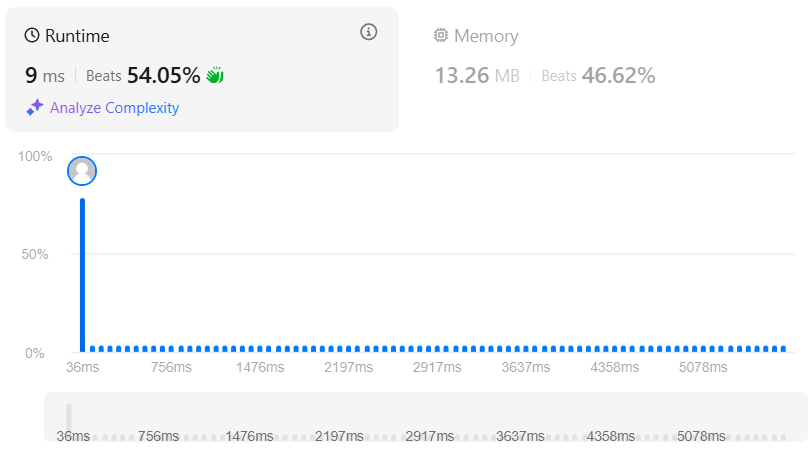 Runtime
9 ms Beats 54.05%
Analyze Complexity
Memory
13.26 MB Beats 46.62%
100%
50%
0%
36ms 756ms 1476ms 2197ms 2917ms 3637ms 4358ms 5078ms
36ms 756ms 1476ms 2197ms 2917ms 3637ms 4358ms 5078ms